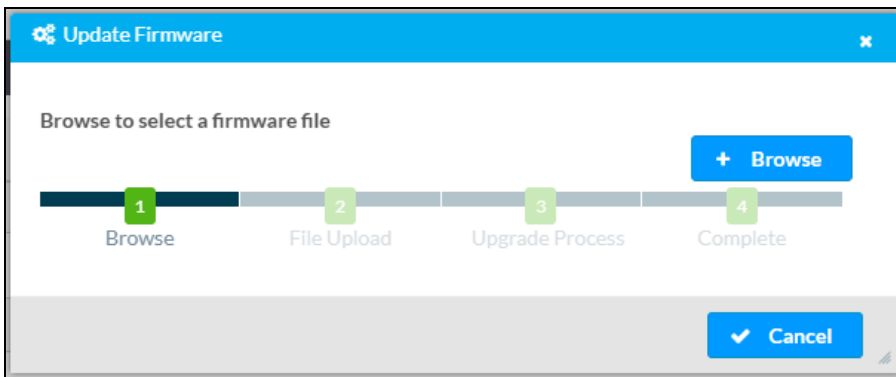 Update Firmware
Browse to select a firmware file
+ Browse
1 2 3 4
Browse File Upload Upgrade Process Complete
Cancel